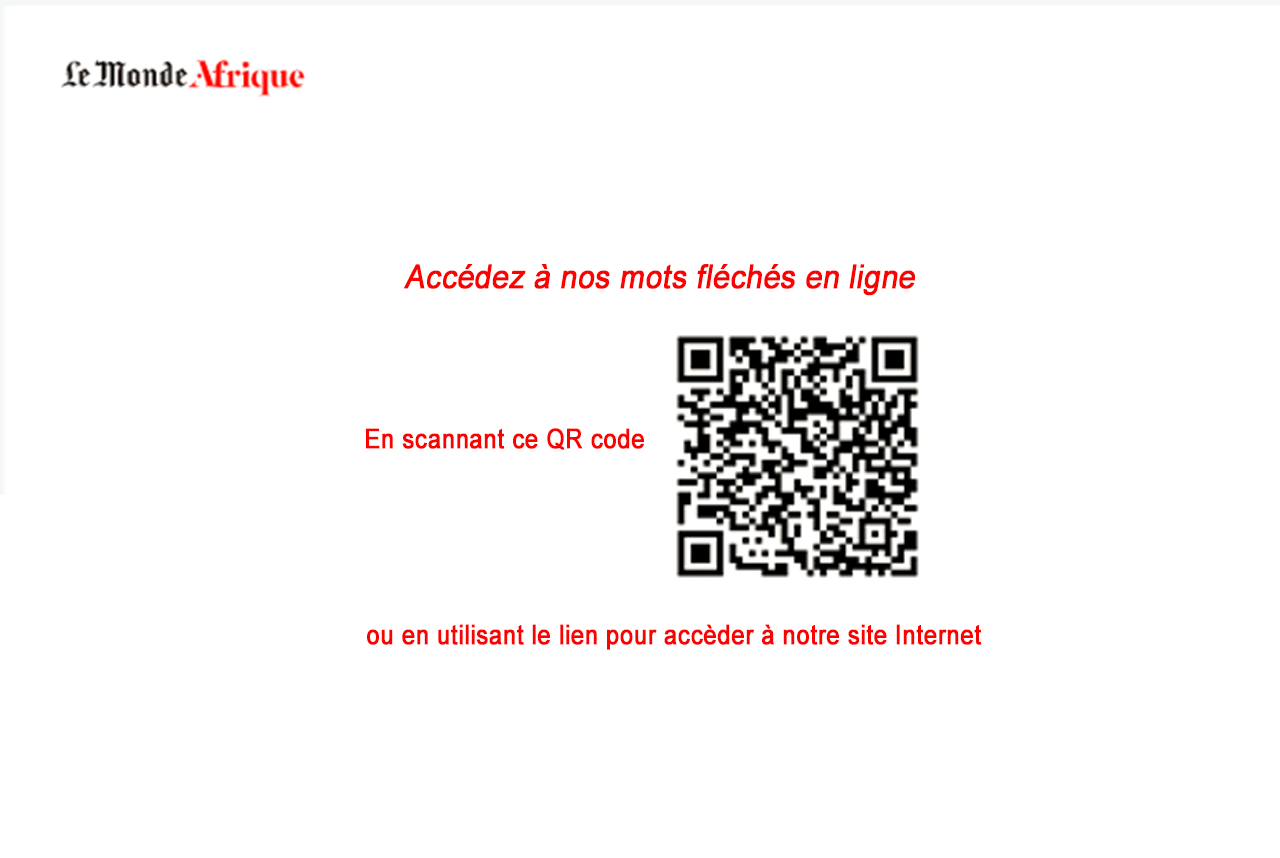 Le Monde Afrique
Accédez à nos mots fléchés en ligne
En scannant ce QR code
ou en utilisant le lien pour accèder à notre site Internet